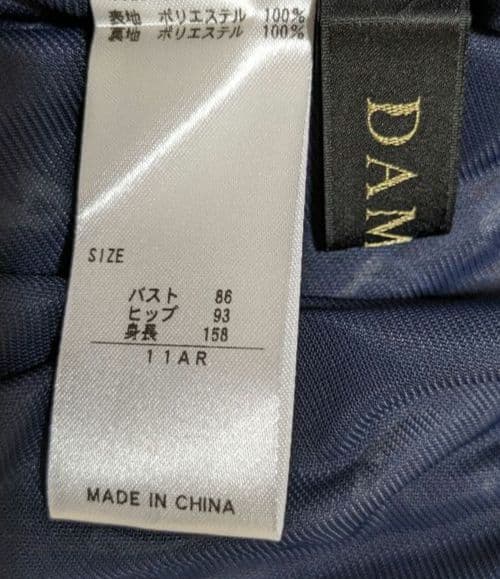 表地 ポリエステル 100%
裏地 ポリエステル 100%
SIZE
バスト 86
ヒップ 93
身長 158
11AR
MADE IN CHINA
DAM